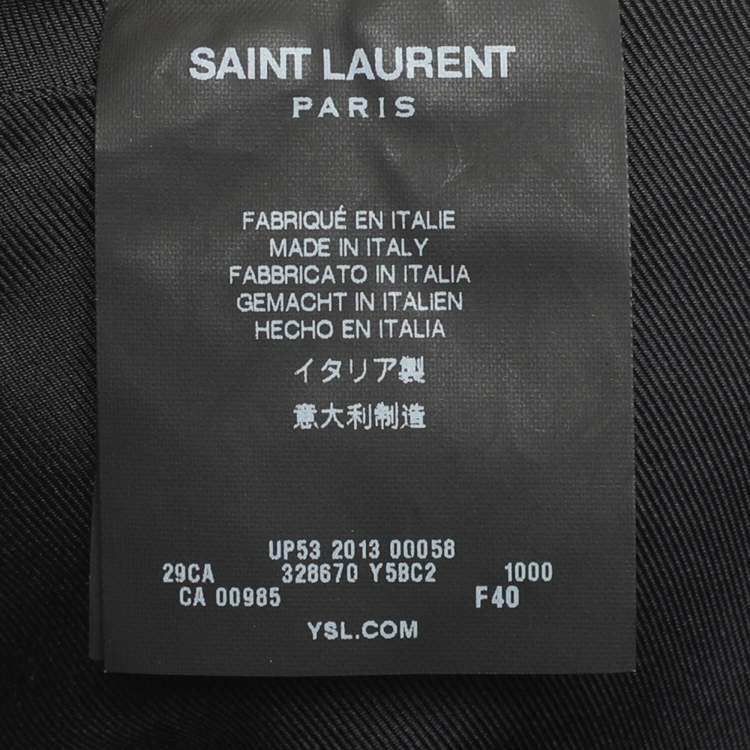 SAINT LAURENT
PARIS
FABRIQUÉ EN ITALIE
MADE IN ITALY
FABBRICATO IN ITALIA
GEMACHT IN ITALIEN
HECHO EN ITALIA
イタリア製
意大利制造
UP53 2013 00058
29CA 328670 Y5BC2 1000
CA 00985 F40
YSL.COM